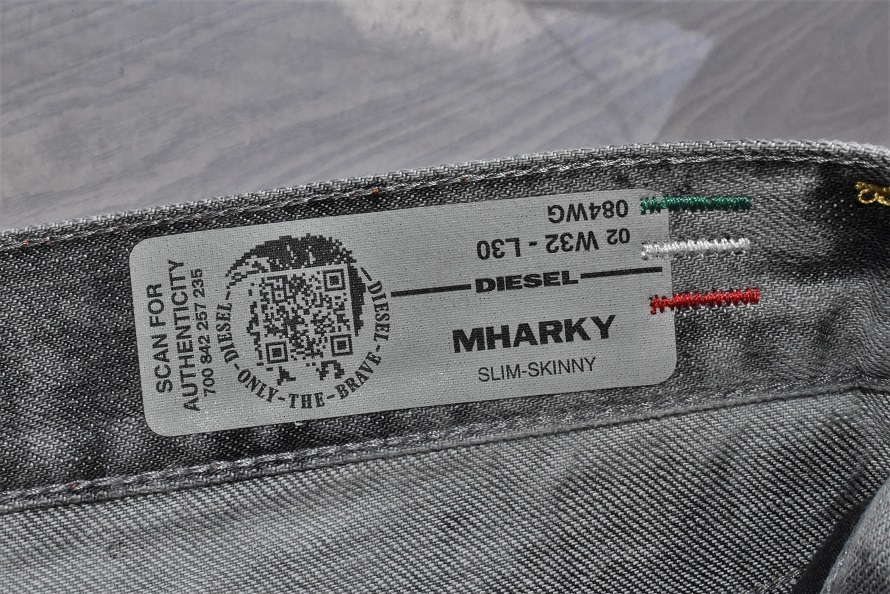 SCAN FOR
AUTHENTICITY
700 842 257 235
DIESEL-ONLY-THE-BRAVE-DIESEL-
084WG
02 W32 - L30
DIESEL
MHARKY
SLIM-SKINNY